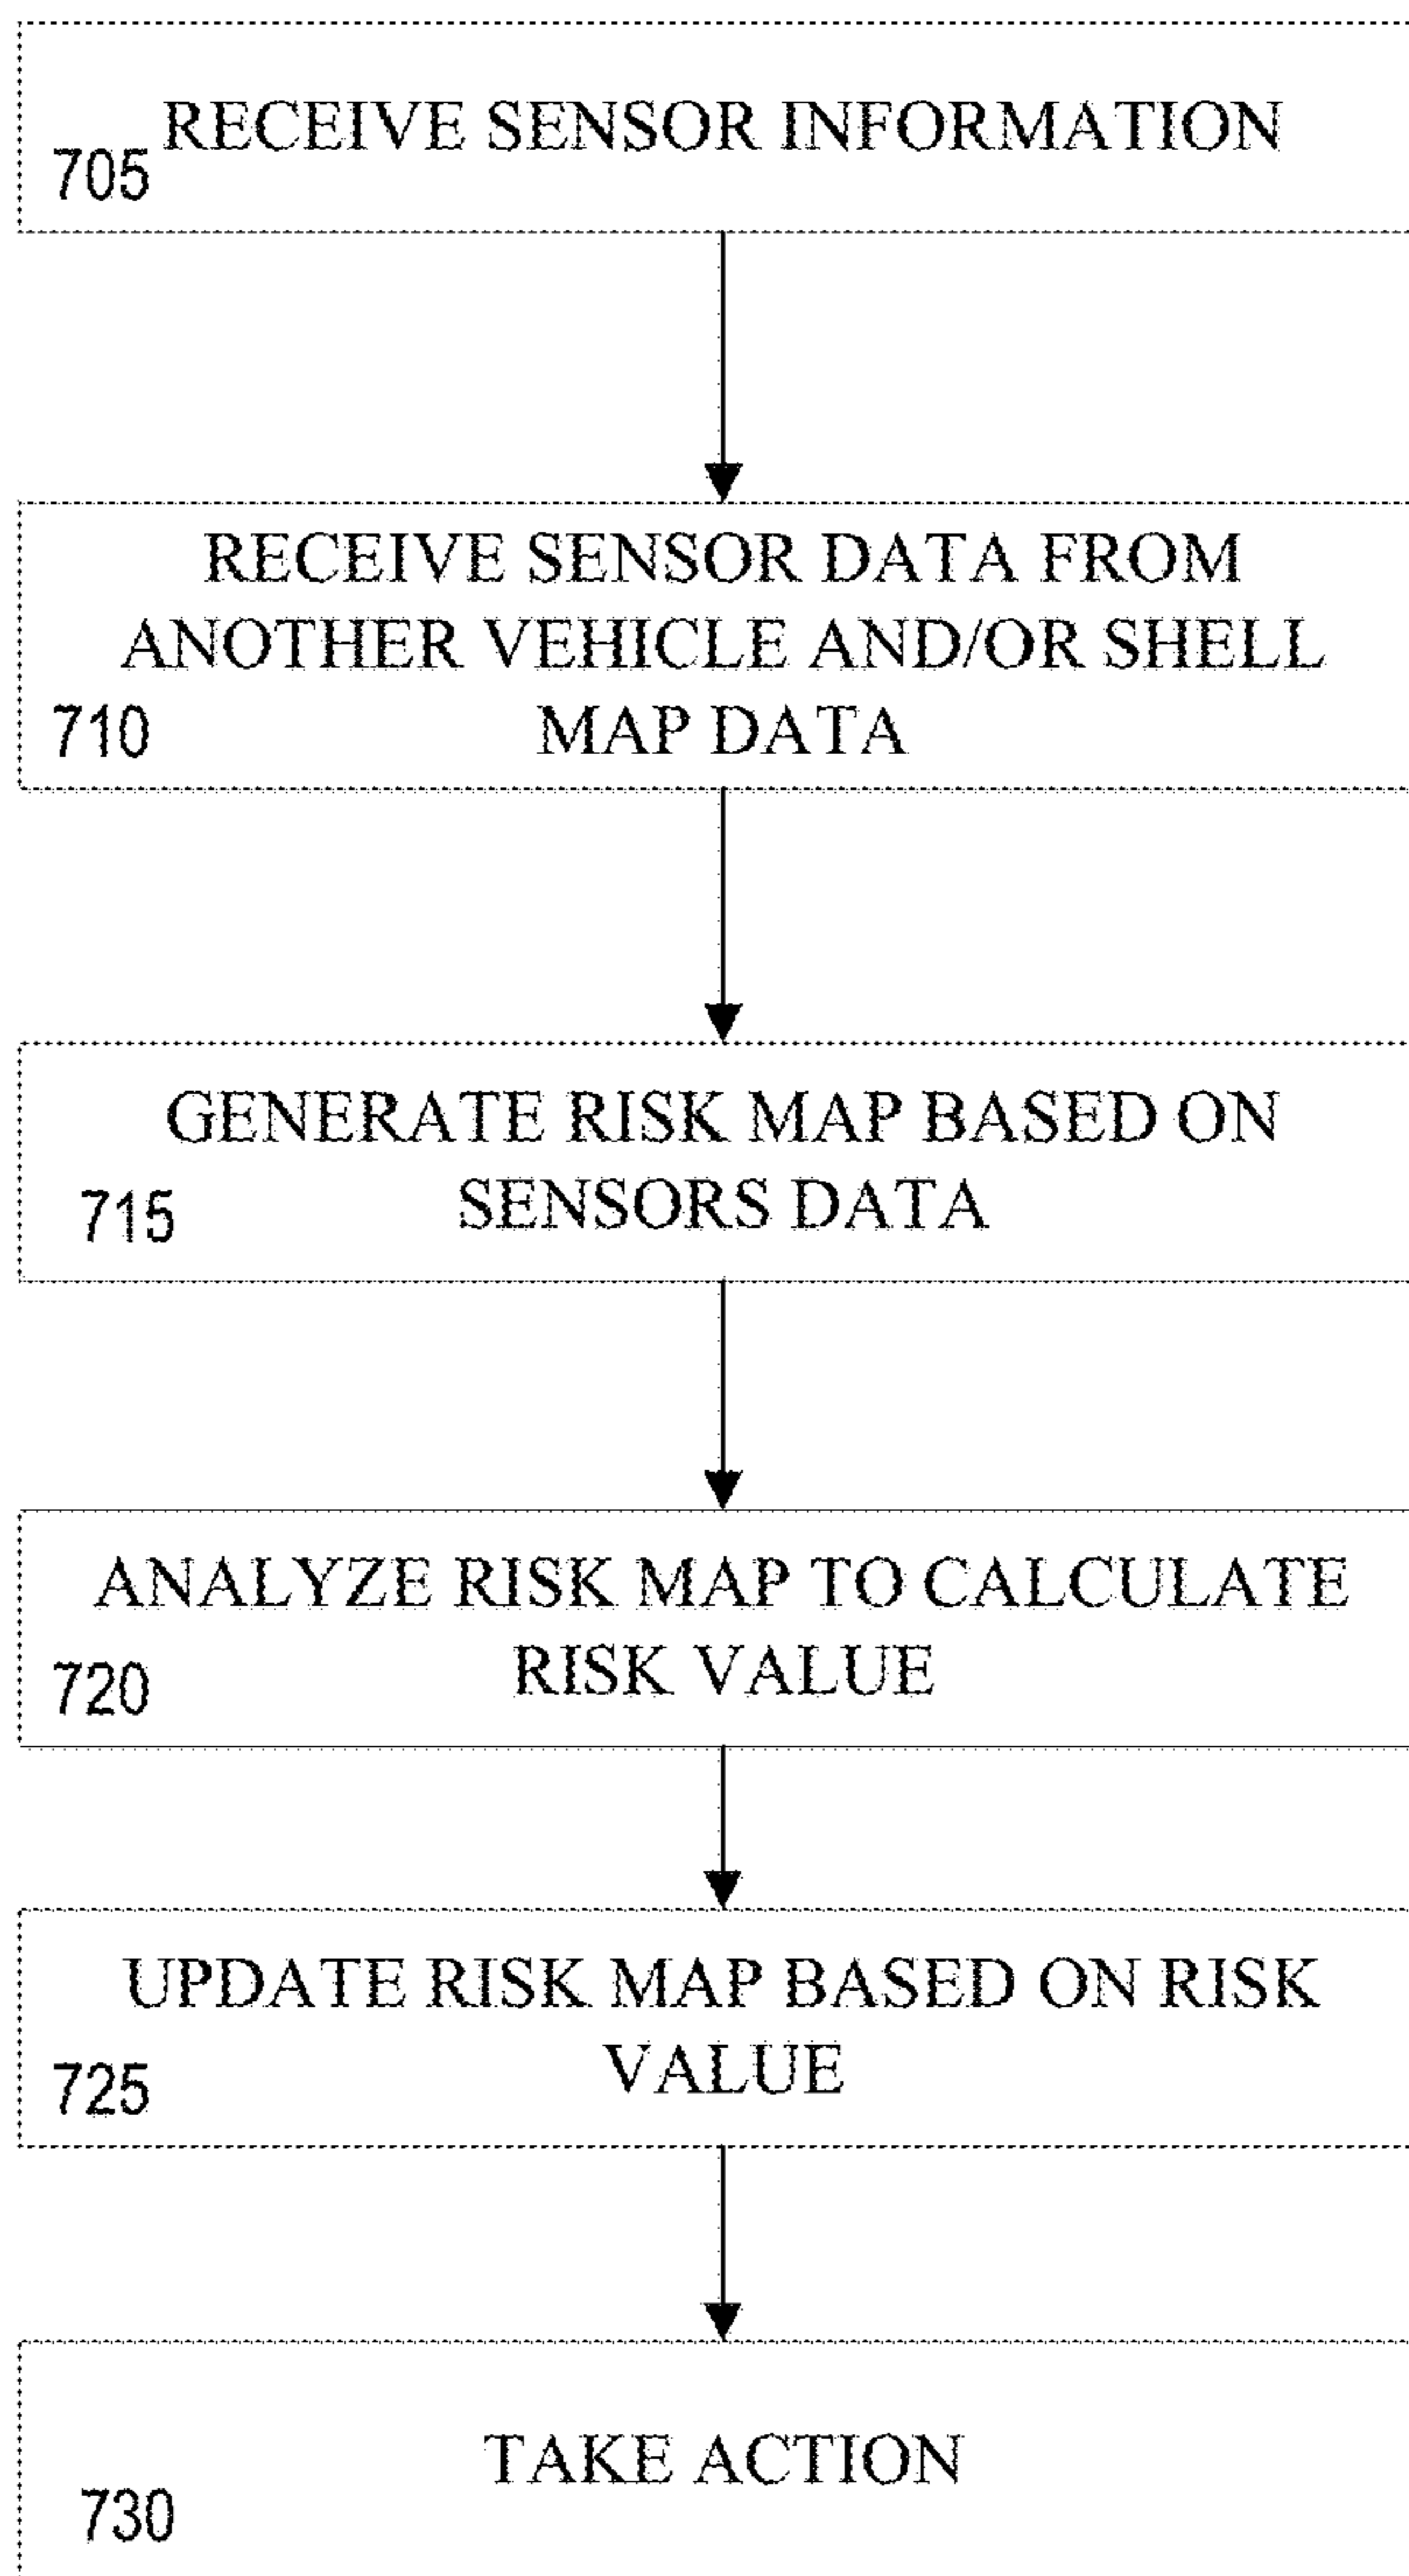 RECEIVE SENSOR INFORMATION
705
RECEIVE SENSOR DATA FROM
ANOTHER VEHICLE AND/OR SHELL
MAP DATA
710
GENERATE RISK MAP BASED ON
SENSORS DATA
715
ANALYZE RISK MAP TO CALCULATE
RISK VALUE
720
UPDATE RISK MAP BASED ON RISK
VALUE
725
TAKE ACTION
730